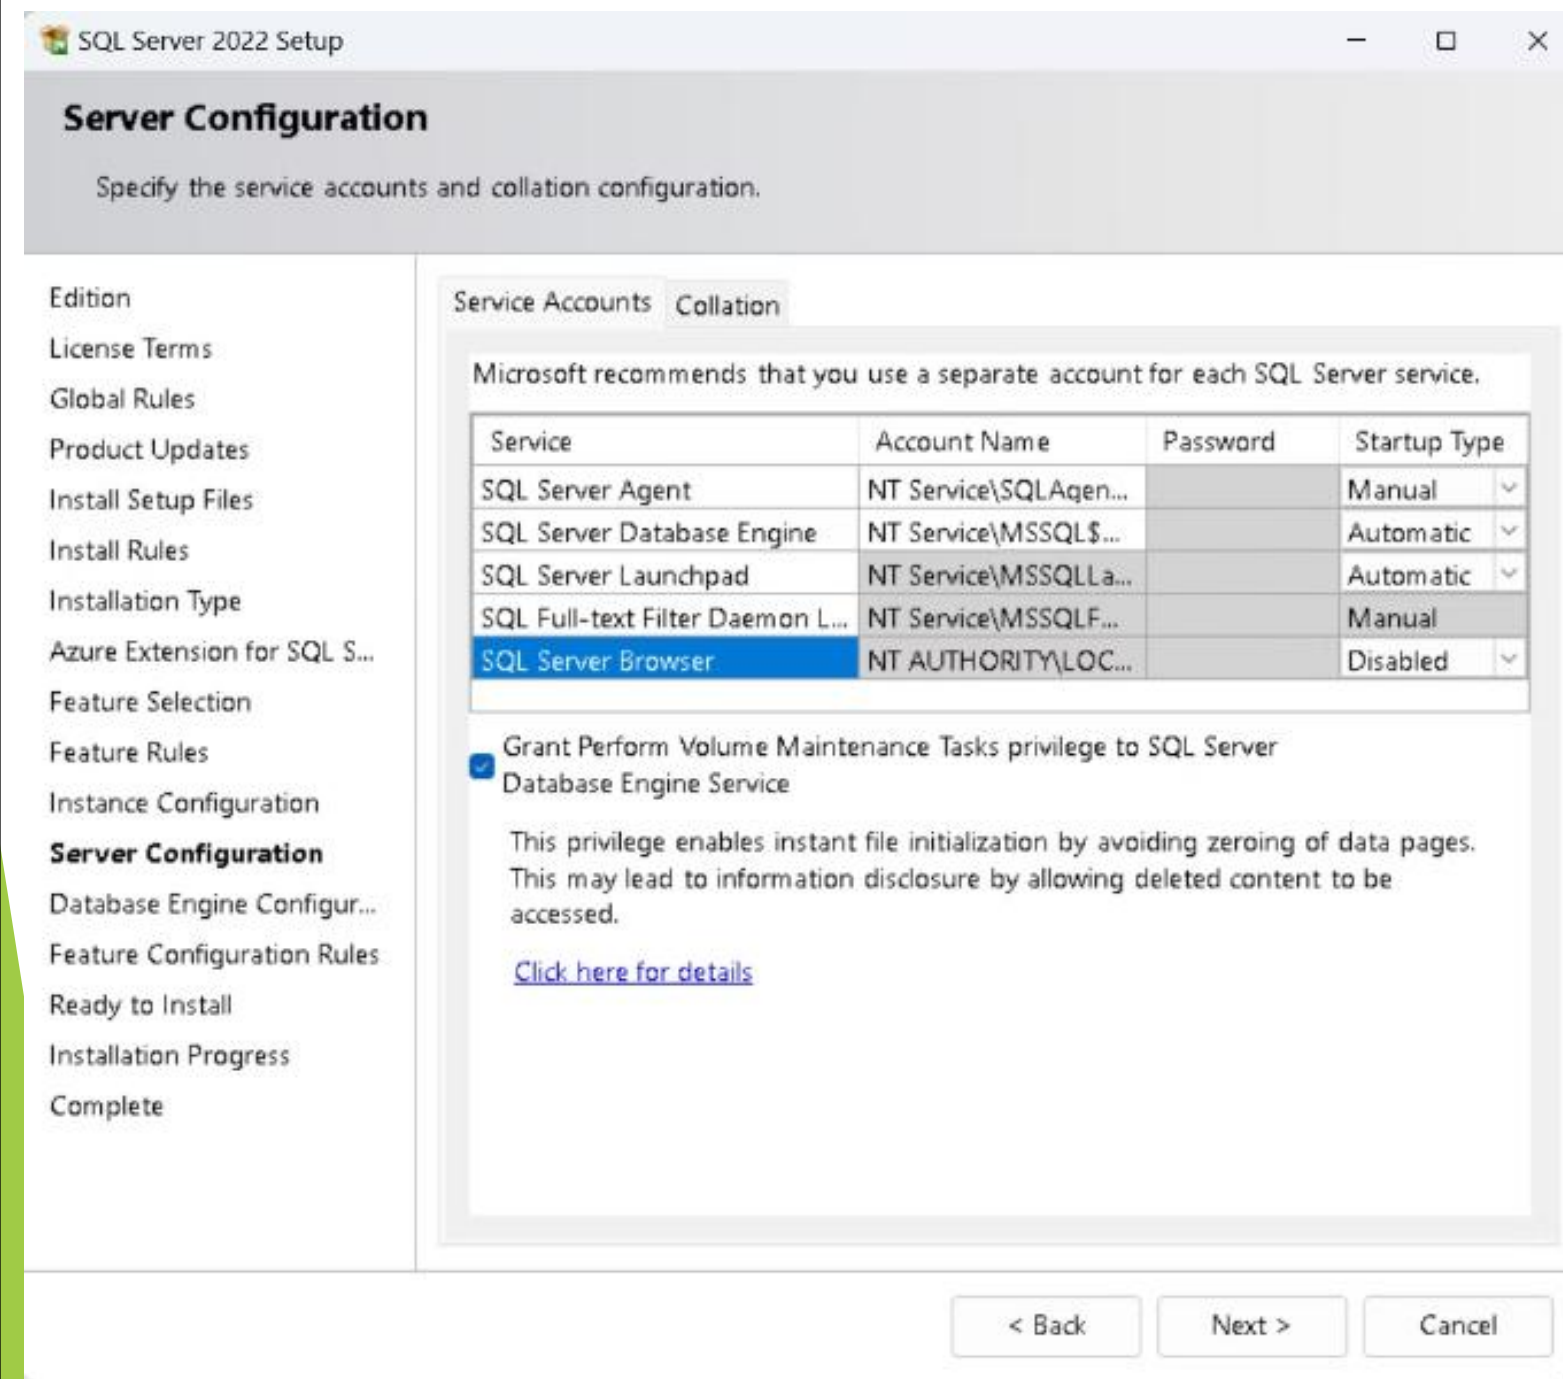 SQL Server 2022 Setup
Server Configuration
Specify the service accounts and collation configuration.
Edition
License Terms
Global Rules
Product Updates
Install Setup Files
Install Rules
Installation Type
Azure Extension for SQL S...
Feature Selection
Feature Rules
Instance Configuration
Server Configuration
Database Engine Configur...
Feature Configuration Rules
Ready to Install
Installation Progress
Complete
Service Accounts Collation
Microsoft recommends that you use a separate account for each SQL Server service.
Service Account Name Password Startup Type
SQL Server Agent NT Service\SQLAgen... Manual
SQL Server Database Engine NT Service\MSSQL$... Automatic
SQL Server Launchpad NT Service\MSSQLLa... Automatic
SQL Full-text Filter Daemon L... NT Service\MSSQLF... Manual
SQL Server Browser NT AUTHORITY\LOC... Disabled
Grant Perform Volume Maintenance Tasks privilege to SQL Server
Database Engine Service
This privilege enables instant file initialization by avoiding zeroing of data pages.
This may lead to information disclosure by allowing deleted content to be
accessed.
Click here for details
< Back Next > Cancel